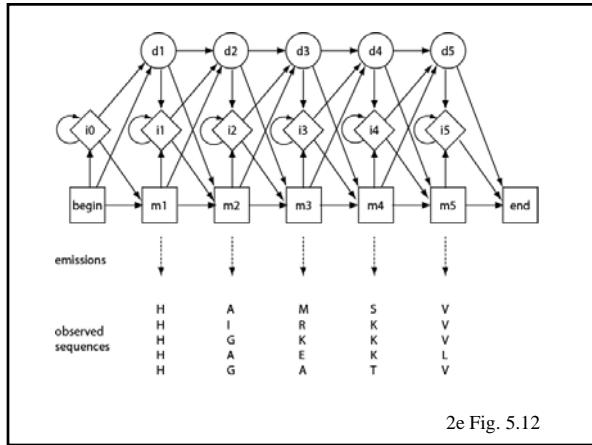 d1 d2 d3 d4 d5
i0 i1 i2 i3 i4 i5
begin m1 m2 m3 m4 m5 end
emissions
H A M S V
H I R K V
observed
sequences
H G K K V
H A E K L
H G A T V
2e Fig. 5.12